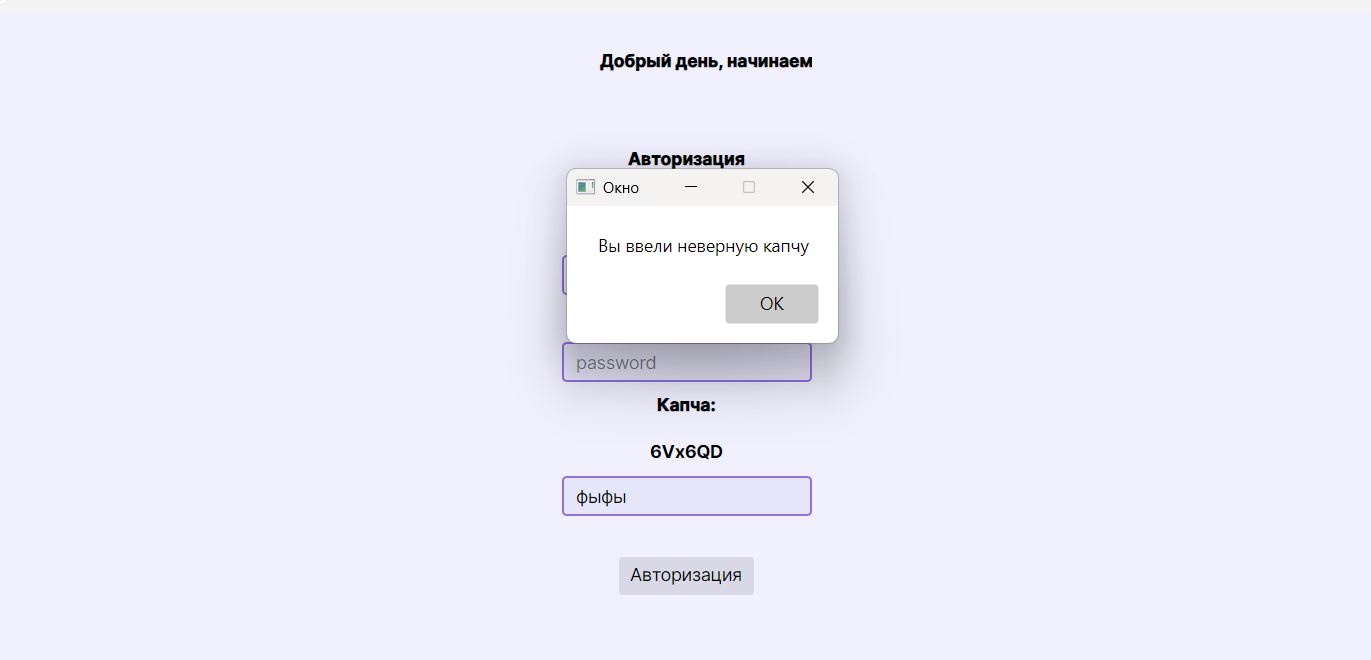 Добрый день, начинаем
Авторизация
Окно
Вы ввели неверную капчу
OK
password
Капча:
6Vx6QD
фыфы
Авторизация